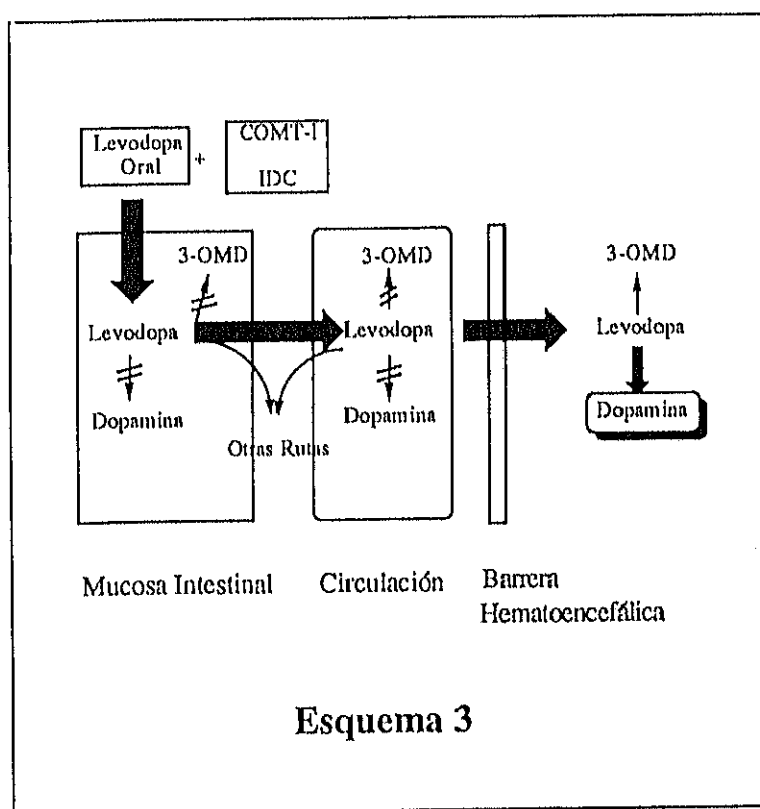 Levodopa
Oral
+
COMT-I
IDC
3-OMD
Levodopa
Dopamina
Otras Rutas
3-OMD
Levodopa
Dopamina
3-OMD
Levodopa
Dopamina
Mucosa Intestinal
Circulación
Barrera
Hematoencefálica
Esquema 3